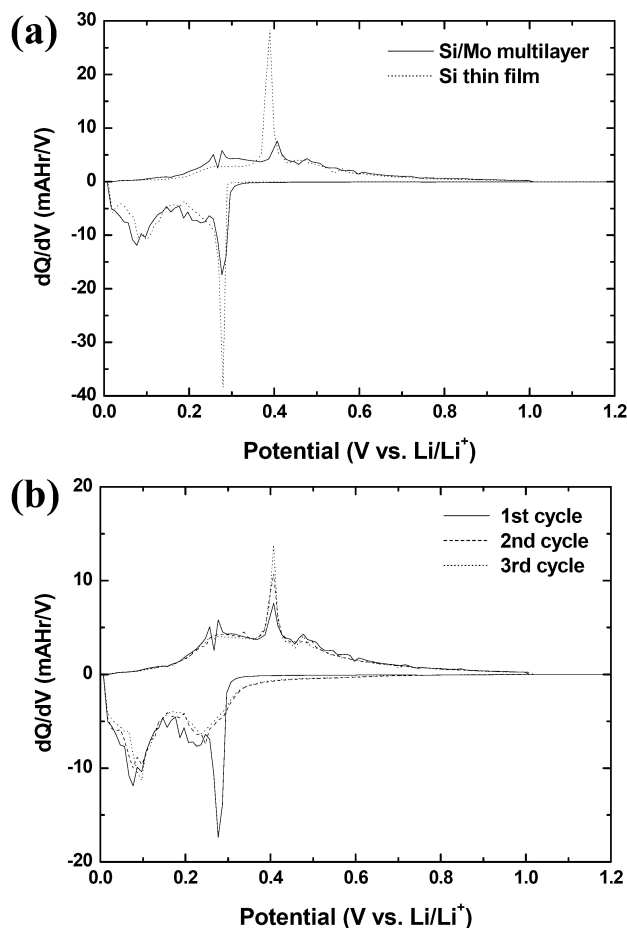 (a)
30
20
10
0
-10
-20
-30
-40
dQ/dV (mAHr/V)
Si/Mo multilayer
Si thin film
0.0 0.2 0.4 0.6 0.8 1.0 1.2
Potential (V vs. Li/Li⁺)
(b)
20
10
0
-10
-20
dQ/dV (mAHr/V)
1st cycle
2nd cycle
3rd cycle
0.0 0.2 0.4 0.6 0.8 1.0 1.2
Potential (V vs. Li/Li⁺)